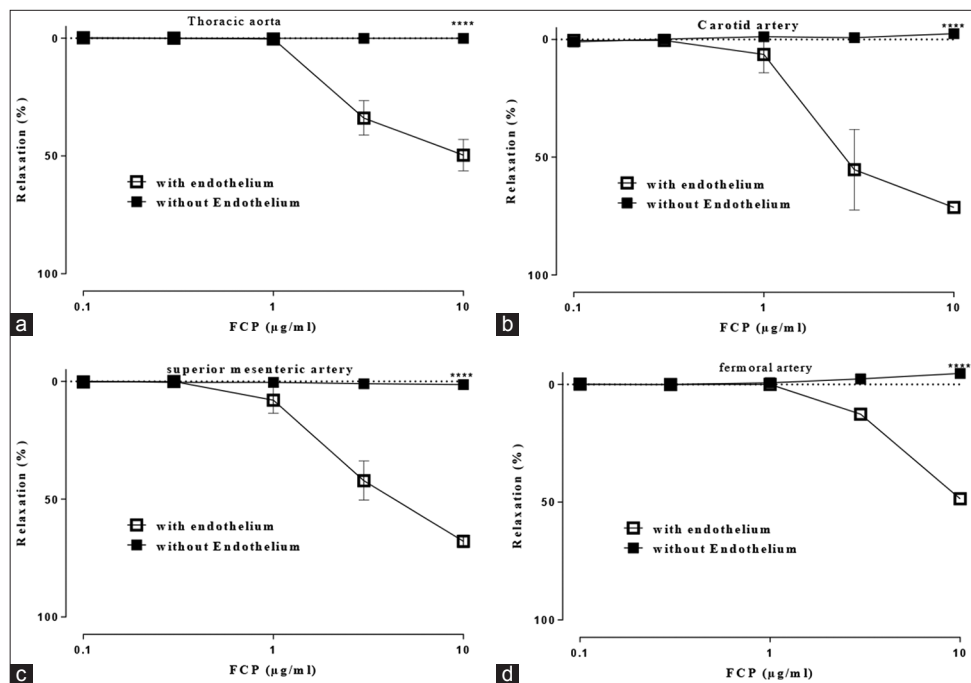 Thoracic aorta
****
0
50
100
Relaxation (%)
with endothelium
without Endothelium
0.1
1
10
FCP (µg/ml)
a
Carotid artery
****
0
50
100
Relaxation (%)
with endothelium
without Endothelium
0.1
1
10
FCP (µg/ml)
b
superior mesenteric artery
****
0
50
100
Relaxation (%)
with endothelium
without Endothelium
0.1
1
10
FCP (µg/ml)
c
femoral artery
****
0
50
100
Relaxation (%)
with endothelium
without Endothelium
0.1
1
10
FCP (µg/ml)
d